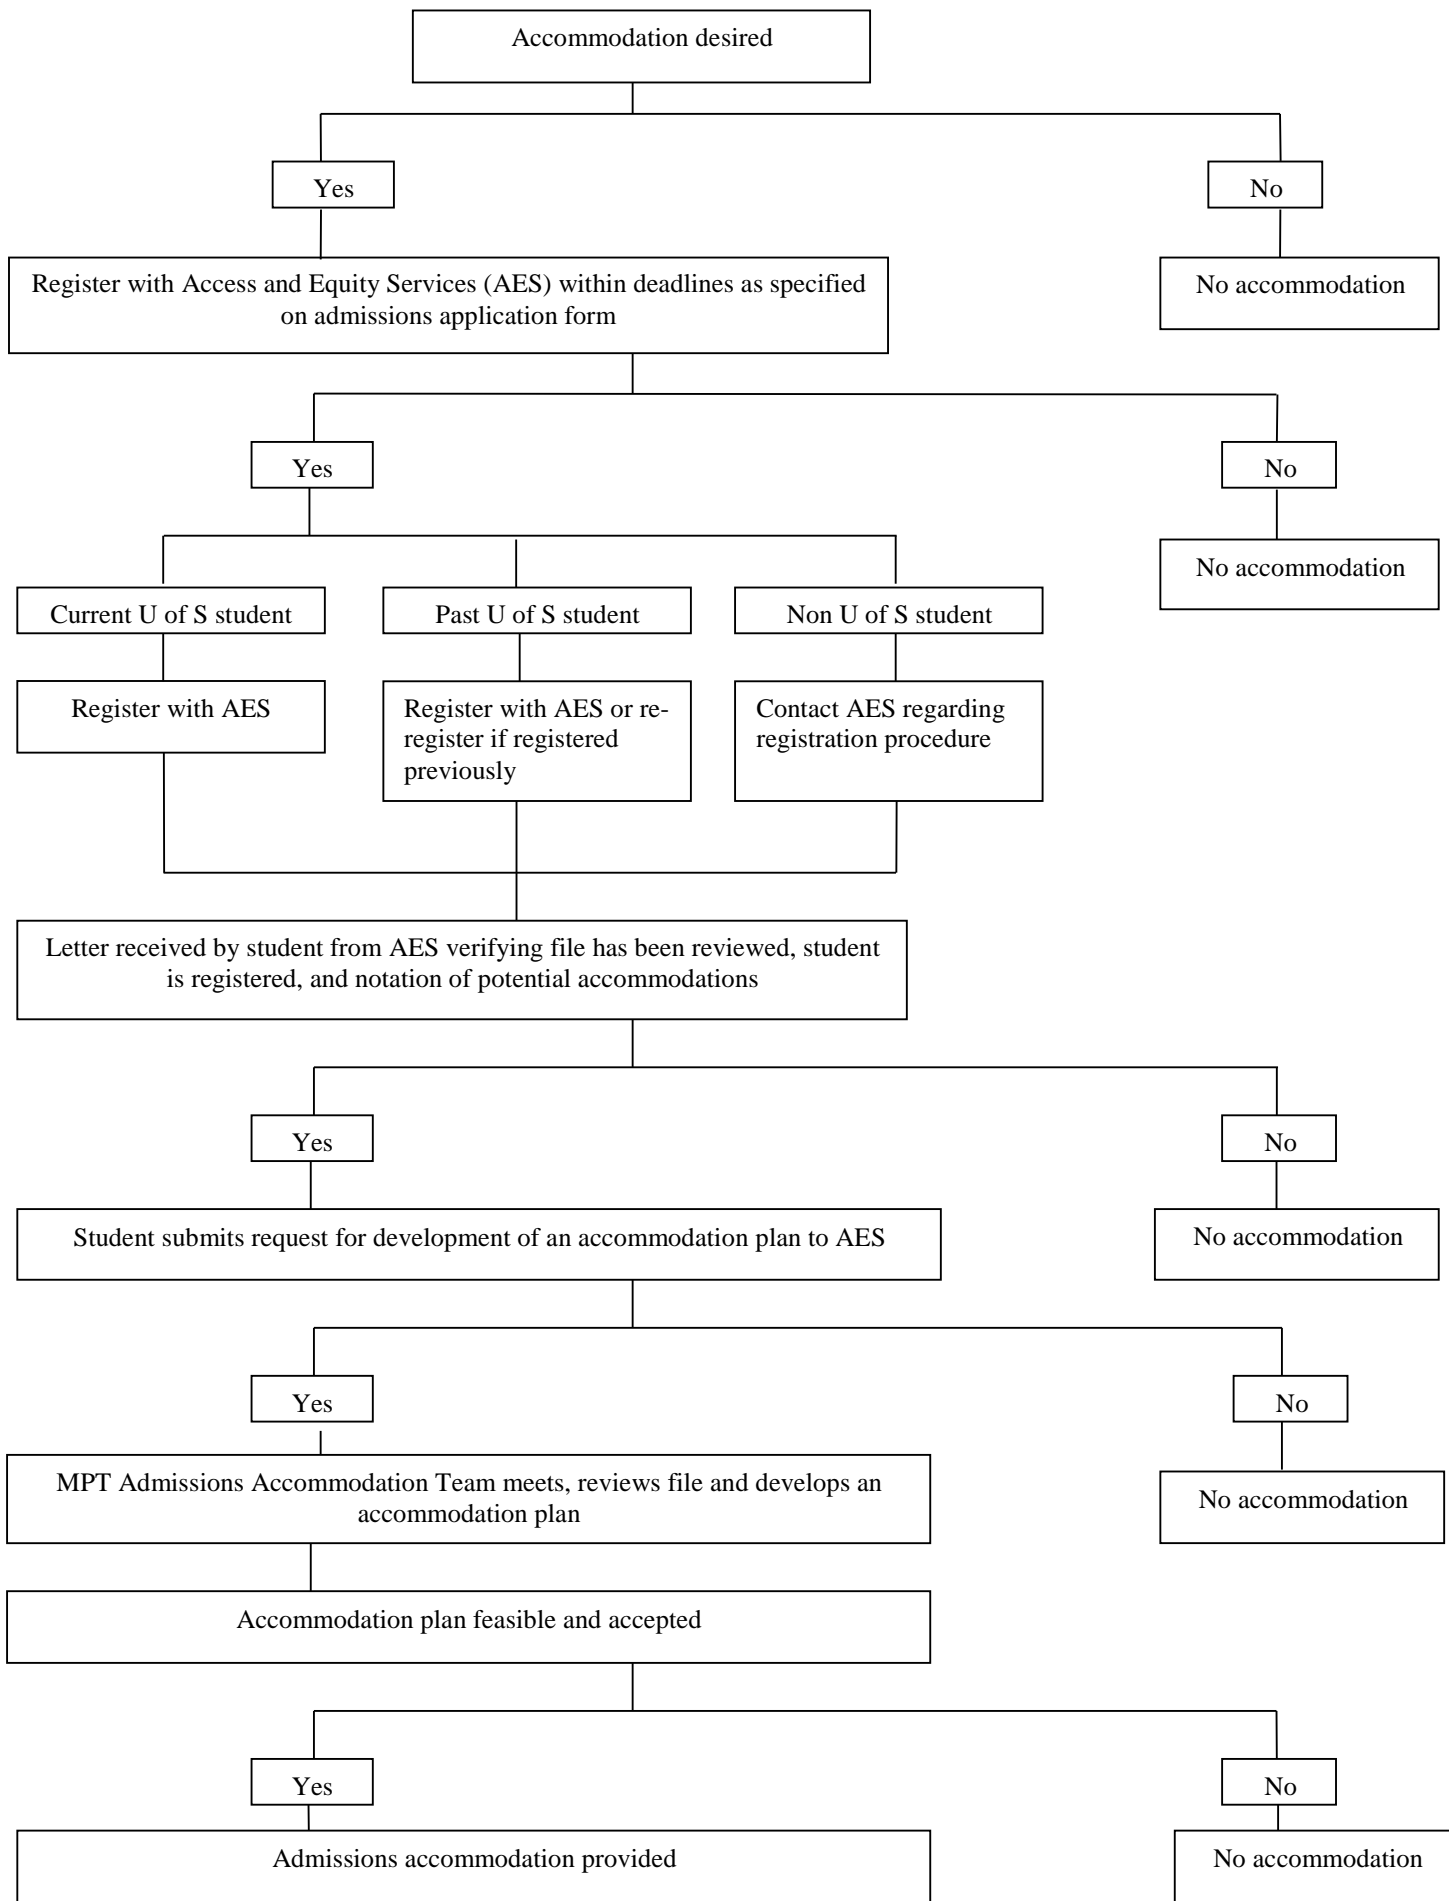 Accommodation desired
Yes
No
Register with Access and Equity Services (AES) within deadlines as specified
on admissions application form
No accommodation
Yes
No
No accommodation
Current U of S student
Past U of S student
Non U of S student
Register with AES
Register with AES or re-
register if registered
previously
Contact AES regarding
registration procedure
Letter received by student from AES verifying file has been reviewed, student
is registered, and notation of potential accommodations
Yes
No
Student submits request for development of an accommodation plan to AES
No accommodation
Yes
No
MPT Admissions Accommodation Team meets, reviews file and develops an
accommodation plan
No accommodation
Accommodation plan feasible and accepted
Yes
No
Admissions accommodation provided
No accommodation